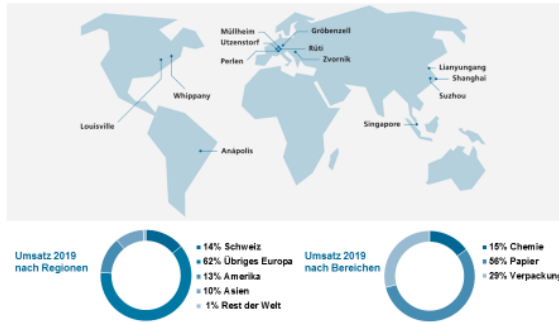 Müllheim
Gröbenzell
Utzenstorf
Rüti
Perlen
Zvornik
Lianyungang
Shanghai
Suzhou
Whippany
Louisville
Singapore
Anápolis
Umsatz 2019
nach Regionen
14% Schweiz
62% Übriges Europa
13% Amerika
10% Asien
1% Rest der Welt
Umsatz 2019
nach Bereichen
15% Chemie
56% Papier
29% Verpackung